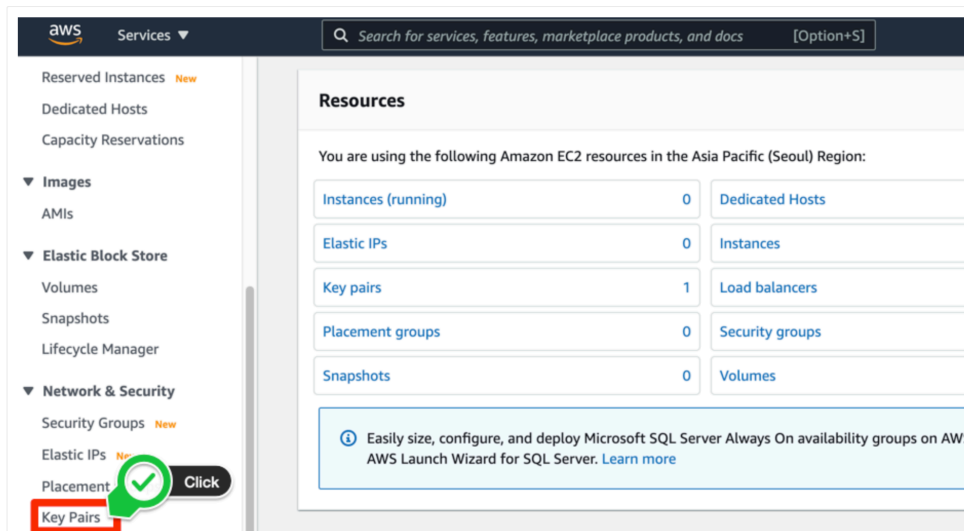 aws Services ▼ Search for services, features, marketplace products, and docs [Option+S]
Reserved Instances New
Dedicated Hosts
Capacity Reservations
▼ Images
AMIs
▼ Elastic Block Store
Volumes
Snapshots
Lifecycle Manager
▼ Network & Security
Security Groups New
Elastic IPs
Placement
Click
Key Pairs
Resources
You are using the following Amazon EC2 resources in the Asia Pacific (Seoul) Region:
Instances (running) 0 Dedicated Hosts
Elastic IPs 0 Instances
Key pairs 1 Load balancers
Placement groups 0 Security groups
Snapshots 0 Volumes
Easily size, configure, and deploy Microsoft SQL Server Always On availability groups on AWS
AWS Launch Wizard for SQL Server. Learn more